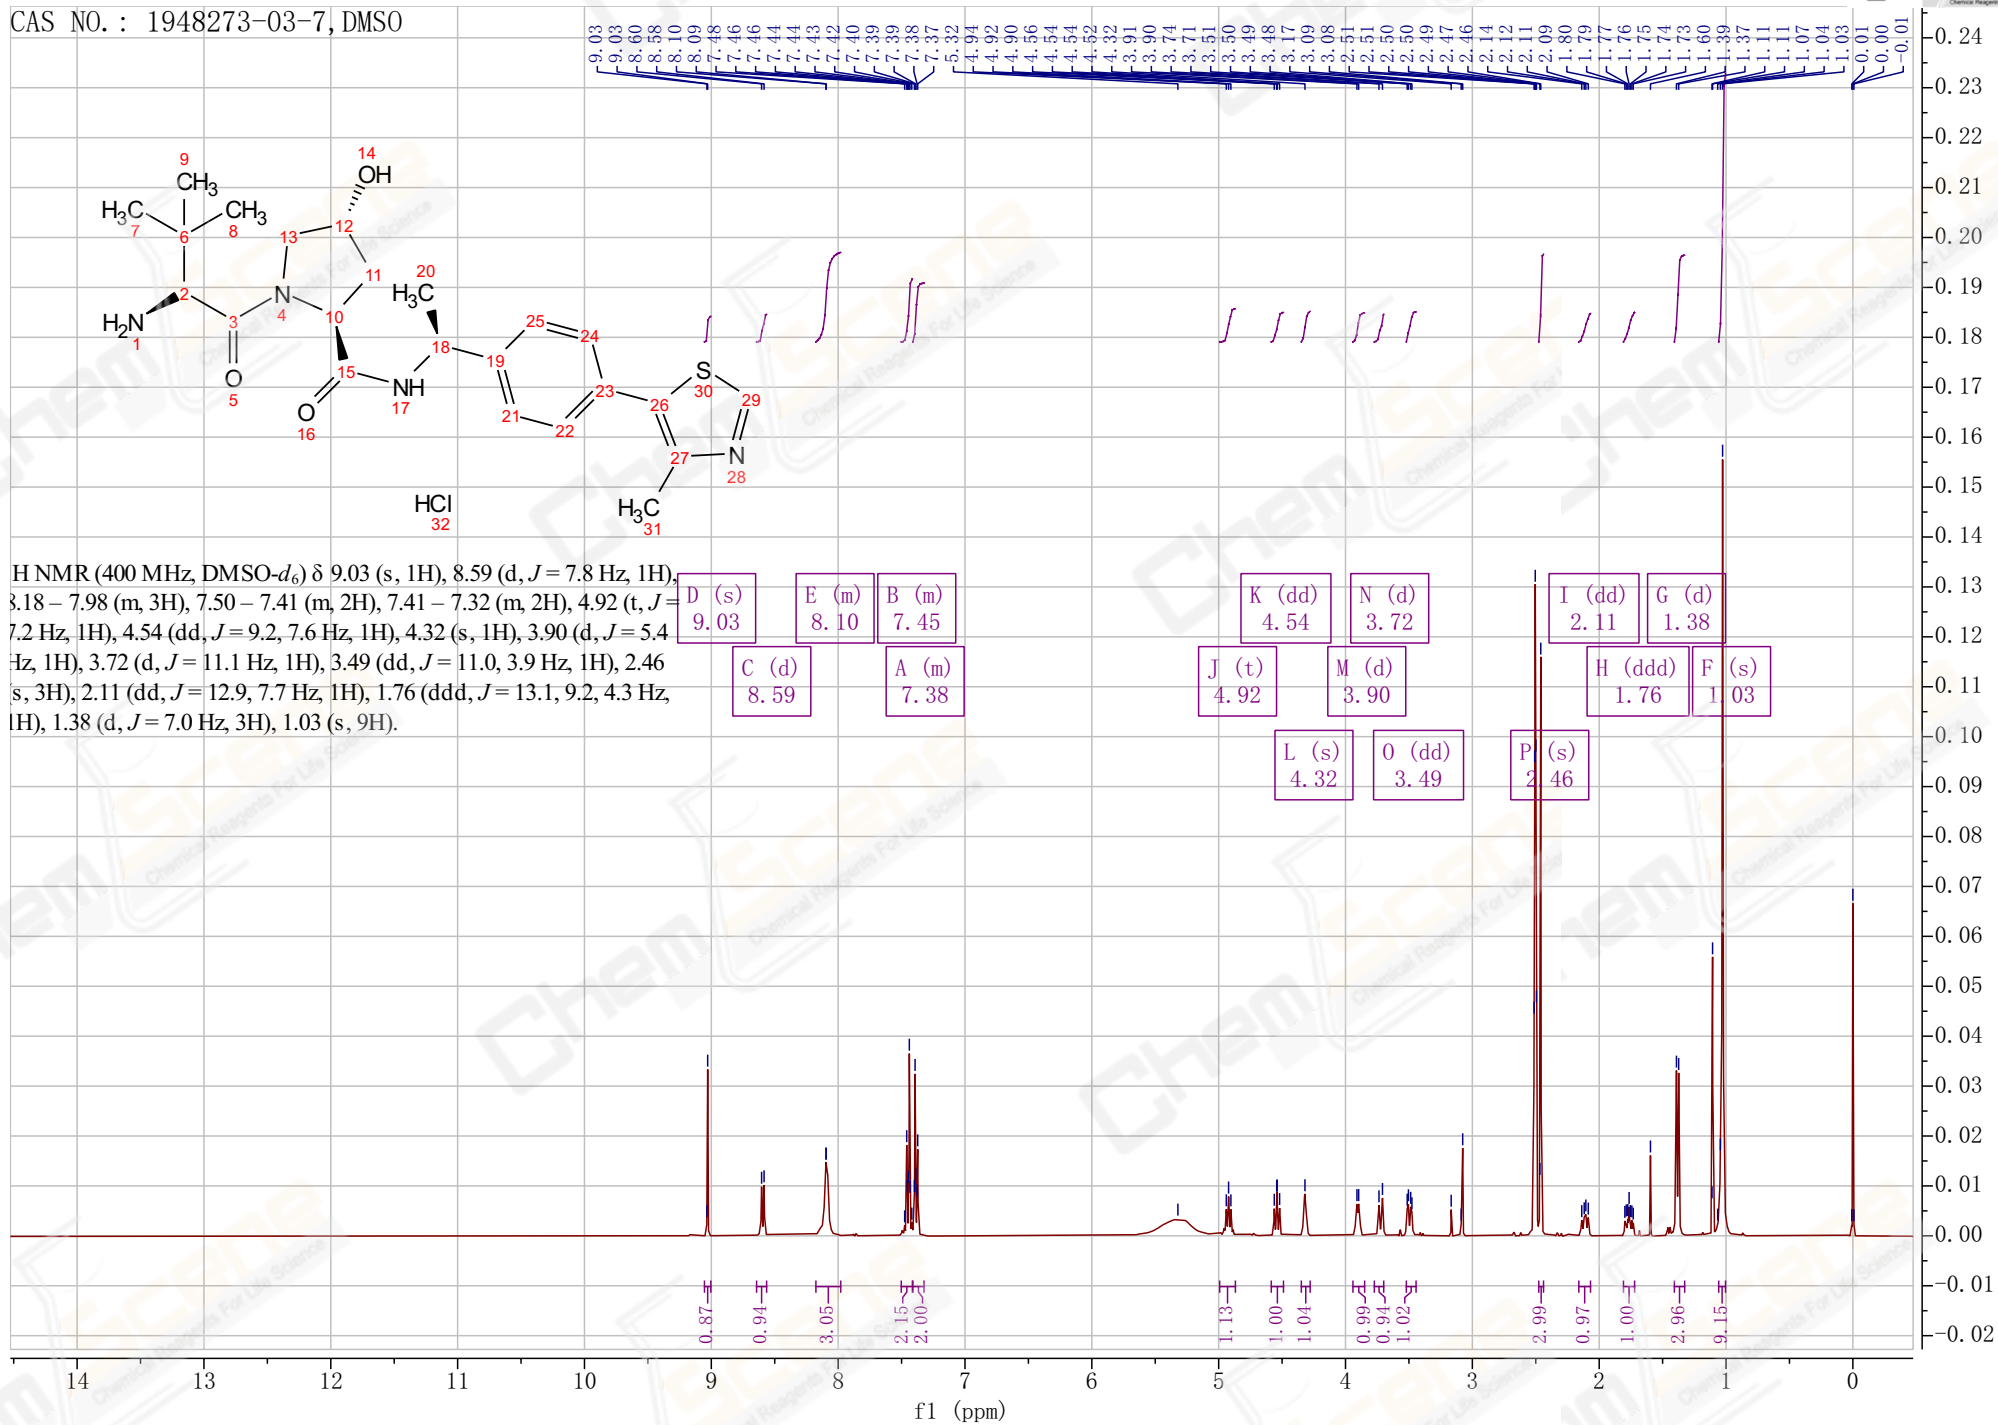 CAS NO.: 1948273-03-7, DMSO
9.03 9.03 8.60 8.58 8.10 8.09 7.48 7.46 7.46 7.44 7.44 7.43 7.42 7.40 7.39 7.39 7.38 7.37 5.32 4.94 4.92 4.90 4.56 4.54 4.54 4.52 4.32 3.91 3.90 3.74 3.71 3.51 3.50 3.49 3.48 3.17 3.09 3.08 2.51 2.51 2.50 2.50 2.49 2.47 2.46 2.14 2.12 2.11 2.09 1.80 1.79 1.77 1.76 1.75 1.74 1.73 1.60 1.39 1.37 1.11 1.11 1.07 1.04 1.03 0.01 0.00 -0.01
0.24
0.23
0.22
0.21
0.20
0.19
0.18
0.17
0.16
0.15
0.14
0.13
0.12
0.11
0.10
0.09
0.08
0.07
0.06
0.05
0.04
0.03
0.02
0.01
0.00
-0.01
-0.02
9
CH3
14
OH
H3C
7
CH3
8
6
13
12
11
20
H3C
2
N
4
H2N
1
3
10
25
24
18
19
S
30
29
15
O
5
NH
17
23
26
O
16
21
22
27
N
28
HCl
32
H3C
31
H NMR (400 MHz, DMSO-d6) δ 9.03 (s, 1H), 8.59 (d, J = 7.8 Hz, 1H),
8.18 – 7.98 (m, 3H), 7.50 – 7.41 (m, 2H), 7.41 – 7.32 (m, 2H), 4.92 (t, J =
7.2 Hz, 1H), 4.54 (dd, J = 9.2, 7.6 Hz, 1H), 4.32 (s, 1H), 3.90 (d, J = 5.4
Hz, 1H), 3.72 (d, J = 11.1 Hz, 1H), 3.49 (dd, J = 11.0, 3.9 Hz, 1H), 2.46
(s, 3H), 2.11 (dd, J = 12.9, 7.7 Hz, 1H), 1.76 (ddd, J = 13.1, 9.2, 4.3 Hz,
1H), 1.38 (d, J = 7.0 Hz, 3H), 1.03 (s, 9H).
D (s)
9.03
E (m)
8.10
B (m)
7.45
K (dd)
4.54
N (d)
3.72
I (dd)
2.11
G (d)
1.38
C (d)
8.59
A (m)
7.38
J (t)
4.92
M (d)
3.90
H (ddd)
1.76
F (s)
1.03
L (s)
4.32
O (dd)
3.49
P (s)
2.46
0.87 0.94 3.05 2.15 2.00 1.13 1.00 1.04 0.99 0.94 1.02 2.99 0.97 1.00 2.96 9.15
14 13 12 11 10 9 8 7 6 5 4 3 2 1 0
f1 (ppm)
ChemScene
Chemical Reagents For Life Science